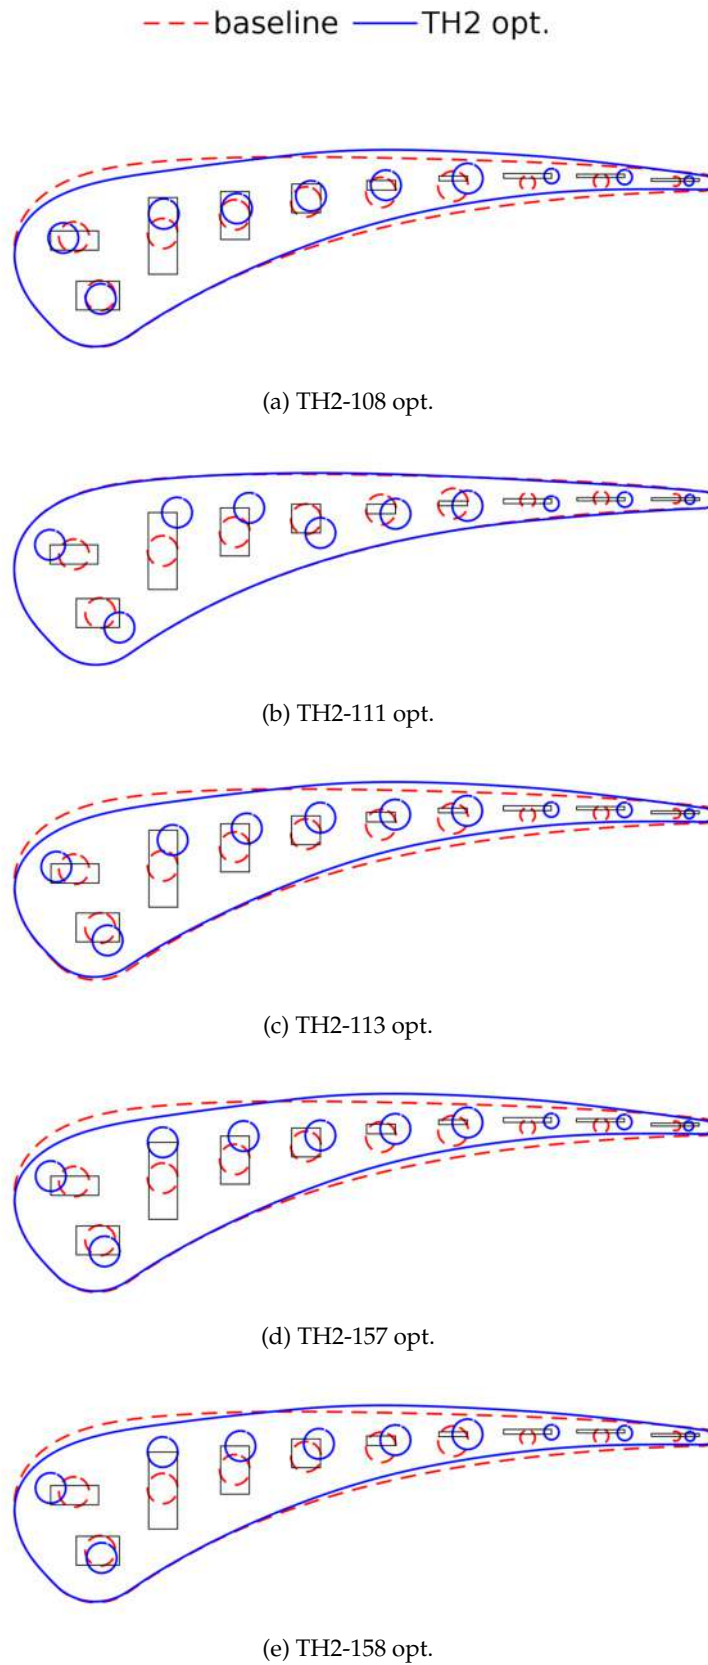 baseline TH2 opt.
(a) TH2-108 opt.
(b) TH2-111 opt.
(c) TH2-113 opt.
(d) TH2-157 opt.
(e) TH2-158 opt.